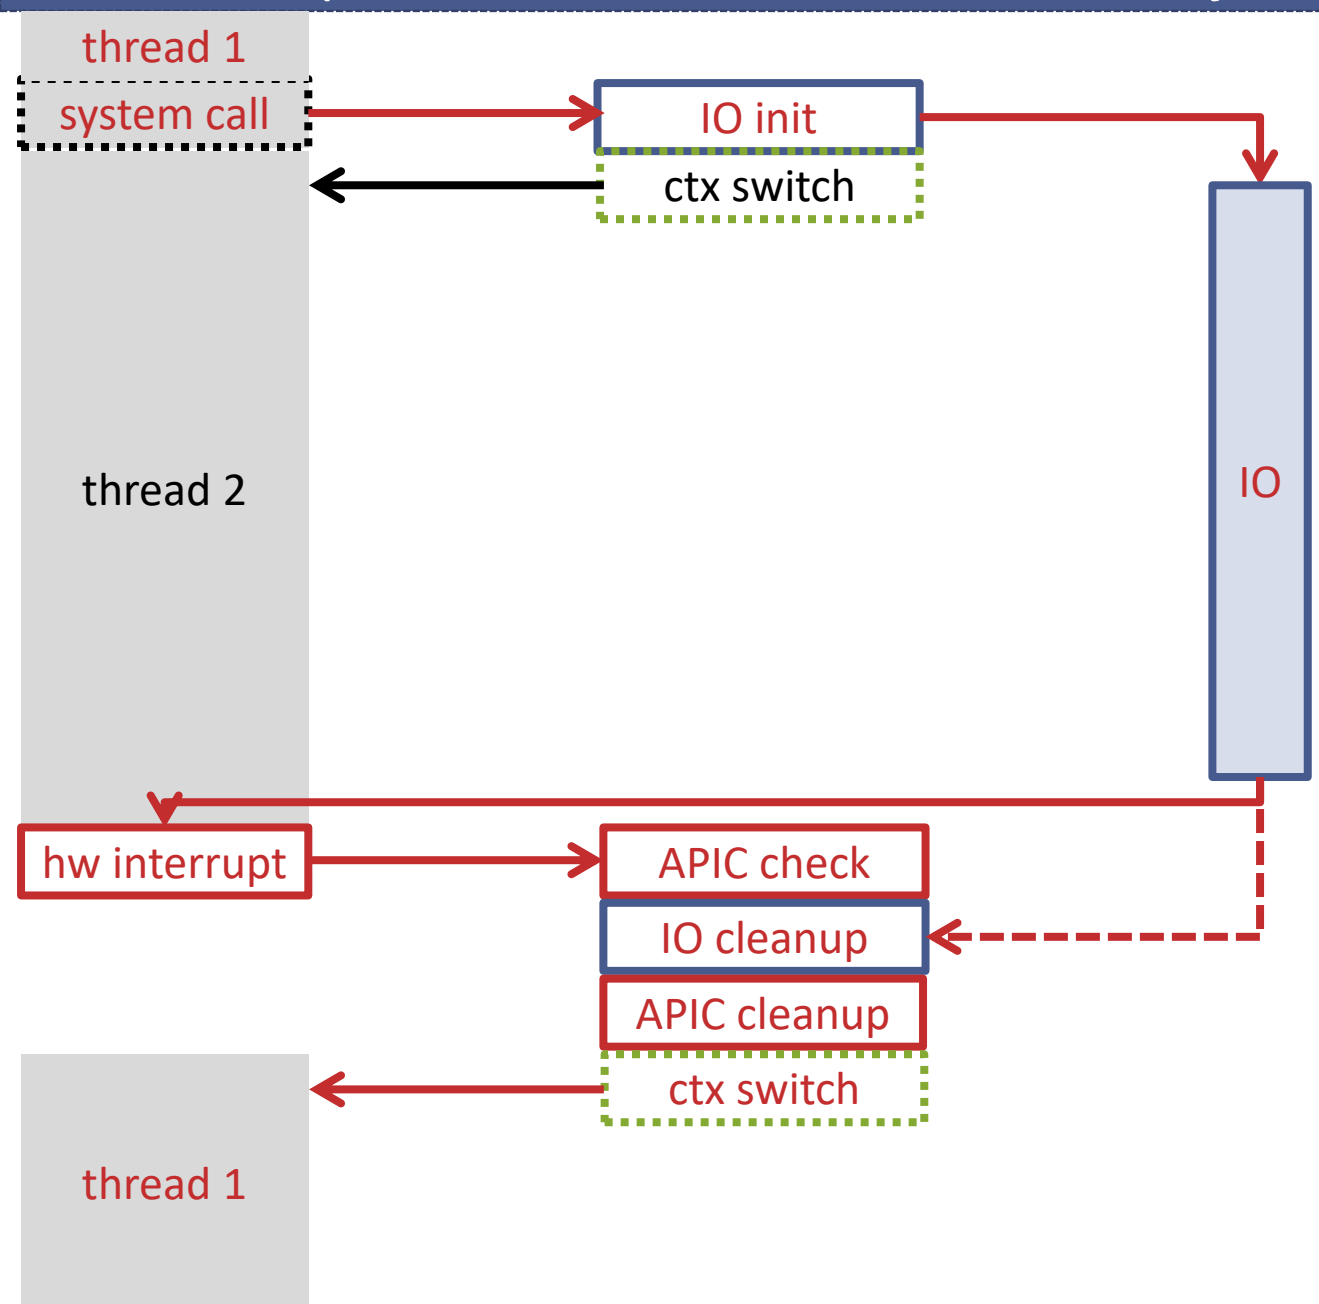 thread 1
system call
IO init
ctx switch
thread 2
IO
hw interrupt
APIC check
IO cleanup
APIC cleanup
ctx switch
thread 1